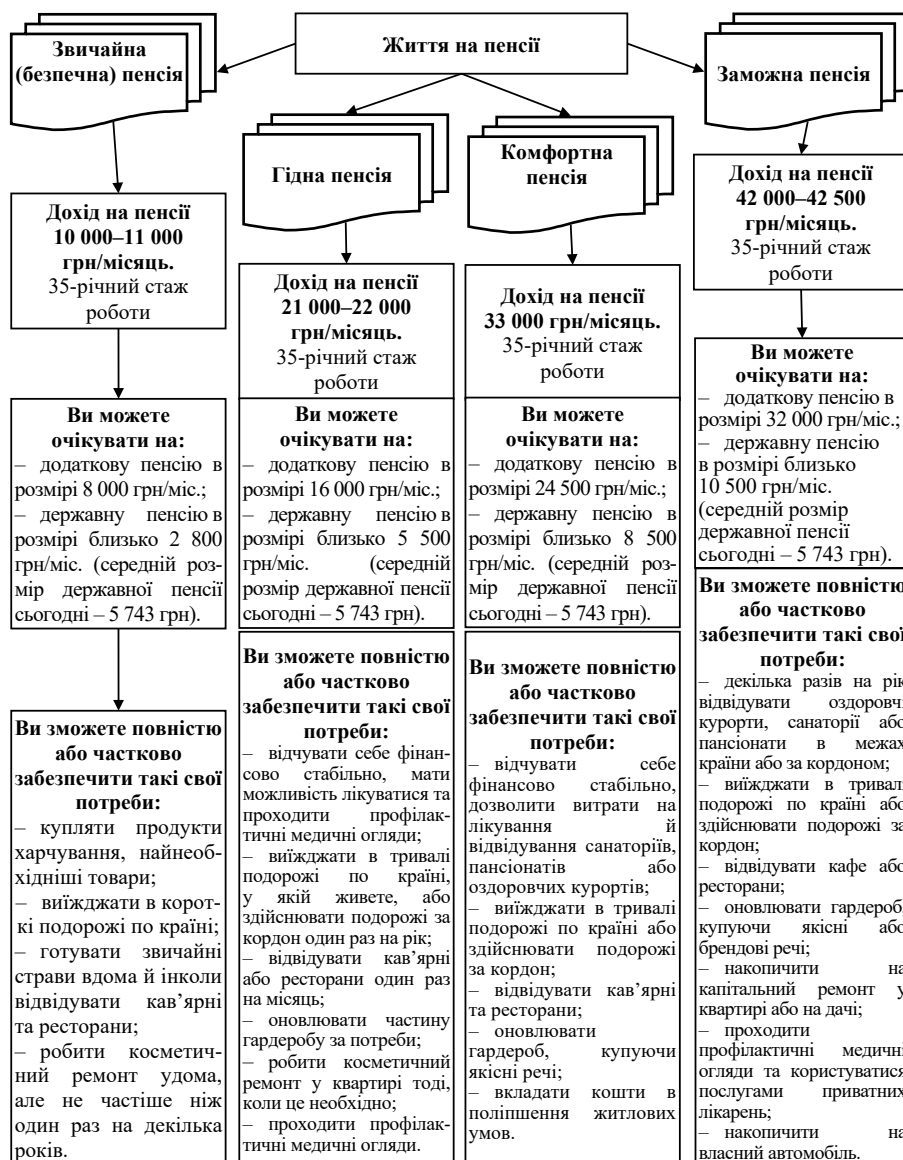 Життя на пенсії
Звичайна
(безпечна) пенсія
Дохід на пенсії
10 000–11 000
грн/місяць.
35-річний стаж
роботи
Ви можете
очікувати на:
– додаткову пенсію в
розмірі 8 000 грн/міс.;
– державну пенсію в
розмірі близько 2 800
грн/міс. (середній роз-
мір державної пенсії
сьогодні – 5 743 грн).
Ви зможете повністю
або частково
забезпечити такі свої
потреби:
– купляти продукти
харчування, найнеоб-
хідніші товари;
– виїжджати в корот-
кі подорожі по країні;
– готувати звичайні
страви вдома й інколи
відвідувати кав’ярні
та ресторани;
– робити косметич-
ний ремонт удома,
але не частіше ніж
один раз на декілька
років.
Гідна пенсія
Дохід на пенсії
21 000–22 000
грн/місяць.
35-річний стаж
роботи
Ви можете
очікувати на:
– додаткову пенсію в
розмірі 16 000 грн/міс.;
– державну пенсію в
розмірі близько 5 500
грн/міс. (середній
розмір державної пенсії
сьогодні – 5 743 грн).
Ви зможете повністю
або частково
забезпечити такі свої
потреби:
– відчувати себе фінан-
сово стабільно, мати
можливість лікуватися та
проходити профілак-
тичні медичні огляди;
– виїжджати в тривалі
подорожі по країні,
у якій живете, або
здійснювати подорожі за
кордон один раз на рік;
– відвідувати кав’ярні
або ресторани один раз
на місяць;
– оновлювати частину
гардеробу за потреби;
– робити косметичний
ремонт у квартирі тоді,
коли це необхідно;
– проходити профілак-
тичні медичні огляди.
Комфортна
пенсія
Дохід на пенсії
33 000 грн/місяць.
35-річний стаж
роботи
Ви можете
очікувати на:
– додаткову пенсію в
розмірі 24 500 грн/міс.;
– державну пенсію в
розмірі близько 8 500
грн/міс. (середній роз-
мір державної пенсії
сьогодні – 5 743 грн).
Ви зможете повністю
або частково
забезпечити такі свої
потреби:
– відчувати себе
фінансово стабільно,
дозволити витрати на
лікування й
відвідування санаторіїв,
пансіонатів або
оздоровчих курортів;
– виїжджати в тривалі
подорожі по країні або
здійснювати подорожі
за кордон;
– відвідувати кав’ярні
та ресторани;
– оновлювати
гардероб, купуючи
якісні речі;
– вкладати кошти в
поліпшення житлових
умов.
Заможна пенсія
Дохід на пенсії
42 000–42 500
грн/місяць.
35-річний стаж
роботи
Ви можете
очікувати на:
– додаткову пенсію в
розмірі 32 000 грн/міс.;
– державну пенсію
в розмірі близько
10 500 грн/міс.
(середній розмір
державної пенсії
сьогодні – 5 743 грн).
Ви зможете повністю
або частково
забезпечити такі свої
потреби:
– декілька разів на рік
відвідувати оздоровчі
курорти, санаторії або
пансіонати в межах
країни або за кордоном;
– виїжджати в тривалі
подорожі по країні або
здійснювати подорожі за
кордон;
– відвідувати кафе або
ресторани;
– оновлювати гардероб,
купуючи якісні або
брендові речі;
– накопичити на
капітальний ремонт у
квартирі або на дачі;
– проходити
профілактичні медичні
огляди та користуватися
послугами приватних
лікарень;
– накопичити на
власний автомобіль.